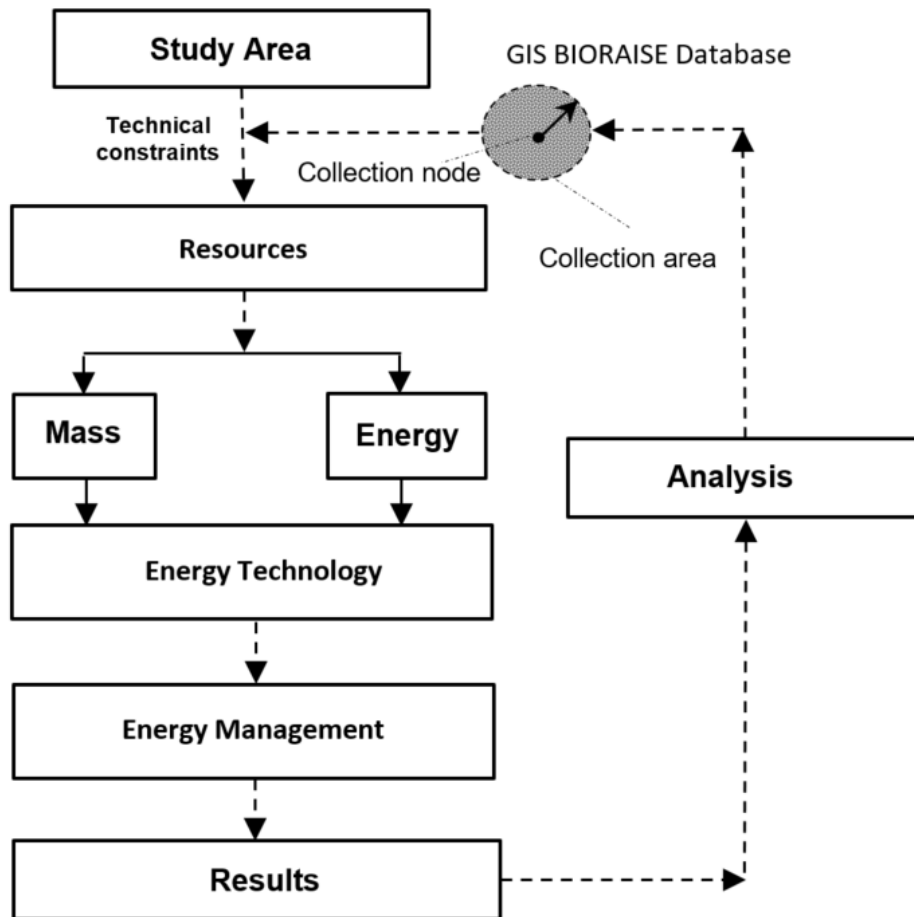 Study Area
GIS BIORAISE Database
Technical
constraints
Collection node
Resources
Collection area
Mass
Energy
Analysis
Energy Technology
Energy Management
Results